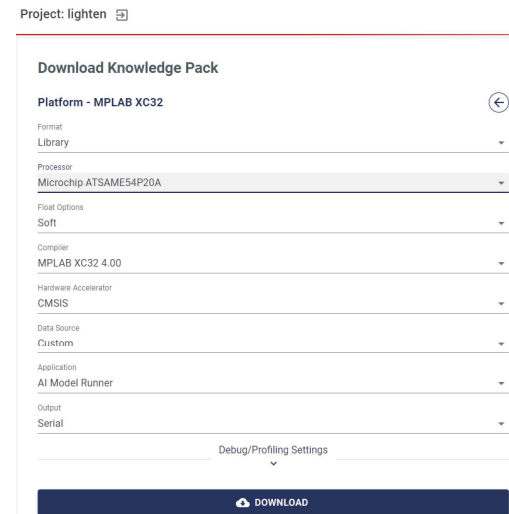 Project: lighten
Download Knowledge Pack
Platform - MPLAB XC32
Format
Library
Processor
Microchip ATSAME54P20A
Float Options
Soft
Compiler
MPLAB XC32 4.00
Hardware Accelerator
CMSIS
Data Source
Custom
Application
AI Model Runner
Output
Serial
Debug/Profiling Settings
DOWNLOAD